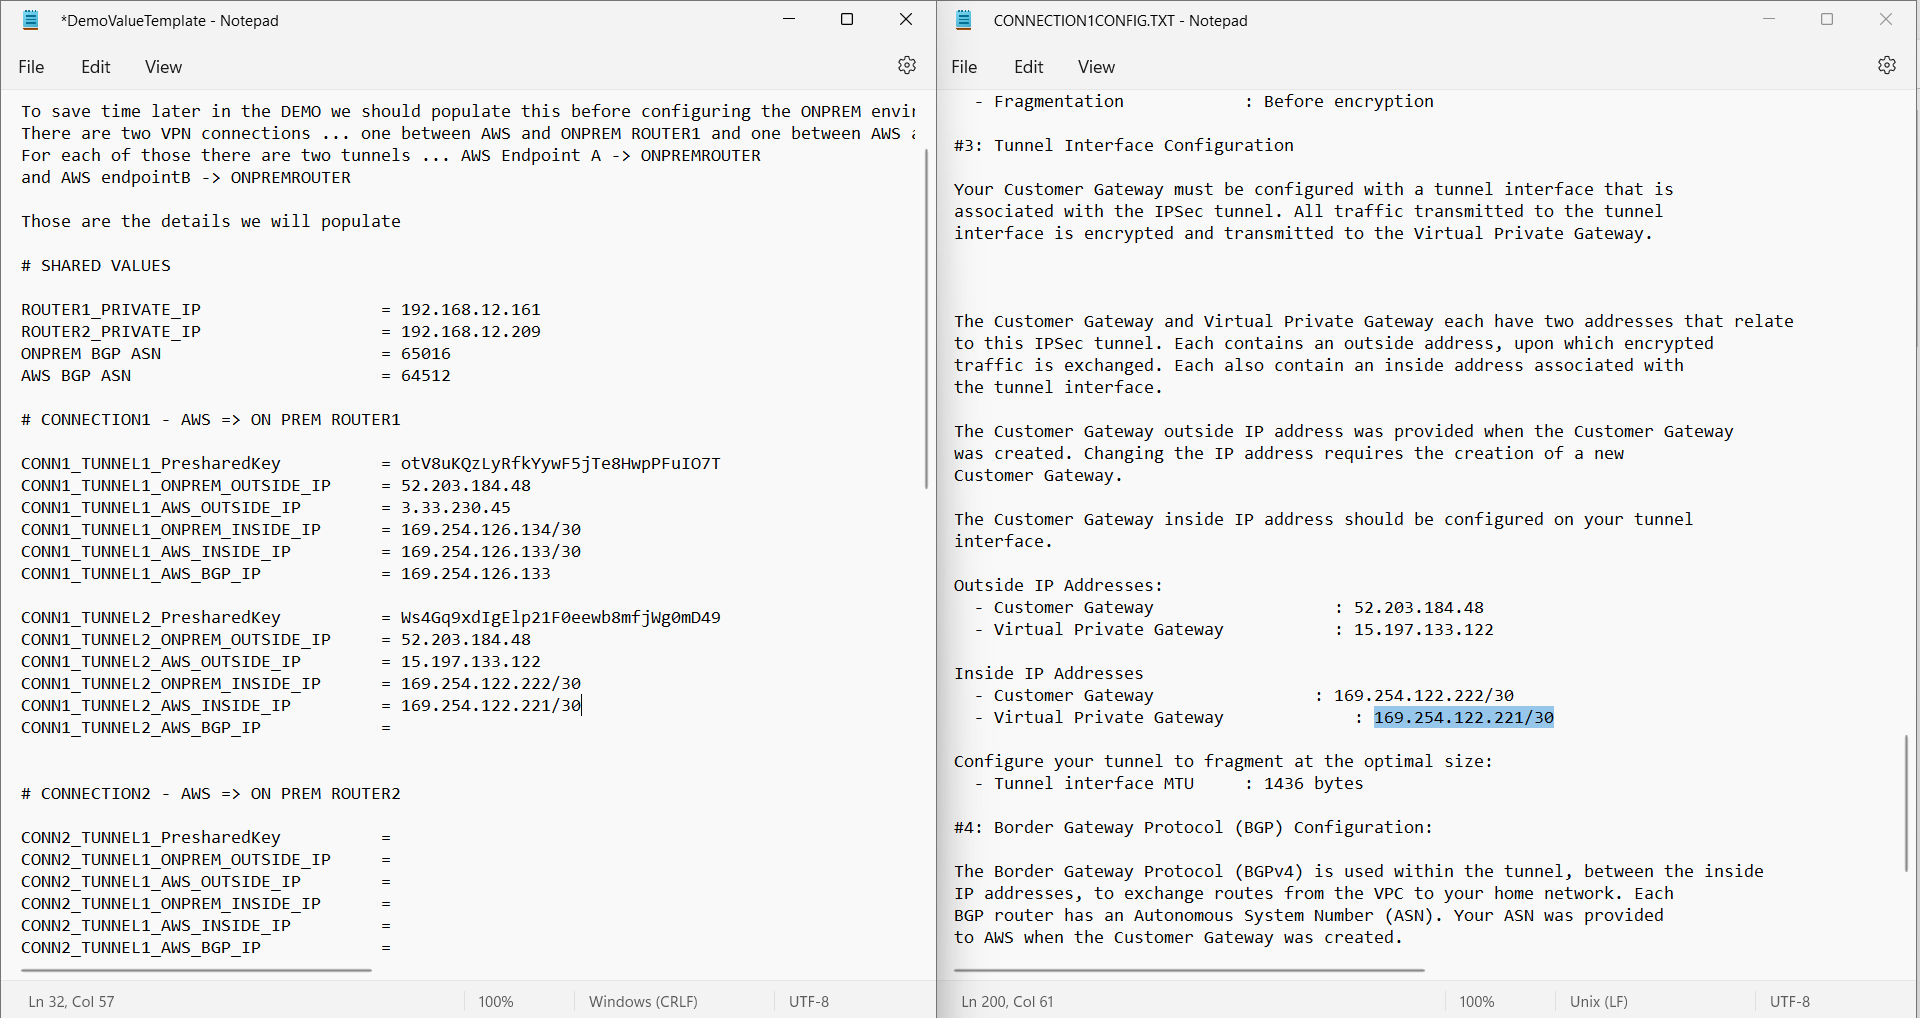 *DemoValueTemplate - Notepad
File Edit View
To save time later in the DEMO we should populate this before configuring the ONPREM
There are two VPN connections ... one between AWS and ONPREM ROUTER1 and one between AWS
For each of those there are two tunnels ... AWS Endpoint A -> ONPREMROUTER
and AWS endpointB -> ONPREMROUTER
Those are the details we will populate
# SHARED VALUES
ROUTER1_PRIVATE_IP = 192.168.12.161
ROUTER2_PRIVATE_IP = 192.168.12.209
ONPREM BGP ASN = 65016
AWS BGP ASN = 64512
# CONNECTION1 - AWS => ON PREM ROUTER1
CONN1_TUNNEL1_PresharedKey = otV8uKQzLyRfkYywF5jTe8HwpPFuIO7T
CONN1_TUNNEL1_ONPREM_OUTSIDE_IP = 52.203.184.48
CONN1_TUNNEL1_AWS_OUTSIDE_IP = 3.33.230.45
CONN1_TUNNEL1_ONPREM_INSIDE_IP = 169.254.126.134/30
CONN1_TUNNEL1_AWS_INSIDE_IP = 169.254.126.133/30
CONN1_TUNNEL1_AWS_BGP_IP = 169.254.126.133
CONN1_TUNNEL2_PresharedKey = Ws4Gq9xdIgElp21F0eewb8mfjWg0mD49
CONN1_TUNNEL2_ONPREM_OUTSIDE_IP = 52.203.184.48
CONN1_TUNNEL2_AWS_OUTSIDE_IP = 15.197.133.122
CONN1_TUNNEL2_ONPREM_INSIDE_IP = 169.254.122.222/30
CONN1_TUNNEL2_AWS_INSIDE_IP = 169.254.122.221/30
CONN1_TUNNEL2_AWS_BGP_IP =
# CONNECTION2 - AWS => ON PREM ROUTER2
CONN2_TUNNEL1_PresharedKey =
CONN2_TUNNEL1_ONPREM_OUTSIDE_IP =
CONN2_TUNNEL1_AWS_OUTSIDE_IP =
CONN2_TUNNEL1_ONPREM_INSIDE_IP =
CONN2_TUNNEL1_AWS_INSIDE_IP =
CONN2_TUNNEL1_AWS_BGP_IP =
Ln 32, Col 57 100% Windows (CRLF) UTF-8
CONNECTION1CONFIG.TXT - Notepad
File Edit View
- Fragmentation : Before encryption
#3: Tunnel Interface Configuration
Your Customer Gateway must be configured with a tunnel interface that is
associated with the IPSec tunnel. All traffic transmitted to the tunnel
interface is encrypted and transmitted to the Virtual Private Gateway.
The Customer Gateway and Virtual Private Gateway each have two addresses that relate
to this IPSec tunnel. Each contains an outside address, upon which encrypted
traffic is exchanged. Each also contain an inside address associated with
the tunnel interface.
The Customer Gateway outside IP address was provided when the Customer Gateway
was created. Changing the IP address requires the creation of a new
Customer Gateway.
The Customer Gateway inside IP address should be configured on your tunnel
interface.
Outside IP Addresses:
- Customer Gateway : 52.203.184.48
- Virtual Private Gateway : 15.197.133.122
Inside IP Addresses
- Customer Gateway : 169.254.122.222/30
- Virtual Private Gateway : 169.254.122.221/30
Configure your tunnel to fragment at the optimal size:
- Tunnel interface MTU : 1436 bytes
#4: Border Gateway Protocol (BGP) Configuration:
The Border Gateway Protocol (BGPv4) is used within the tunnel, between the inside
IP addresses, to exchange routes from the VPC to your home network. Each
BGP router has an Autonomous System Number (ASN). Your ASN was provided
to AWS when the Customer Gateway was created.
Ln 200, Col 61 100% Unix (LF) UTF-8